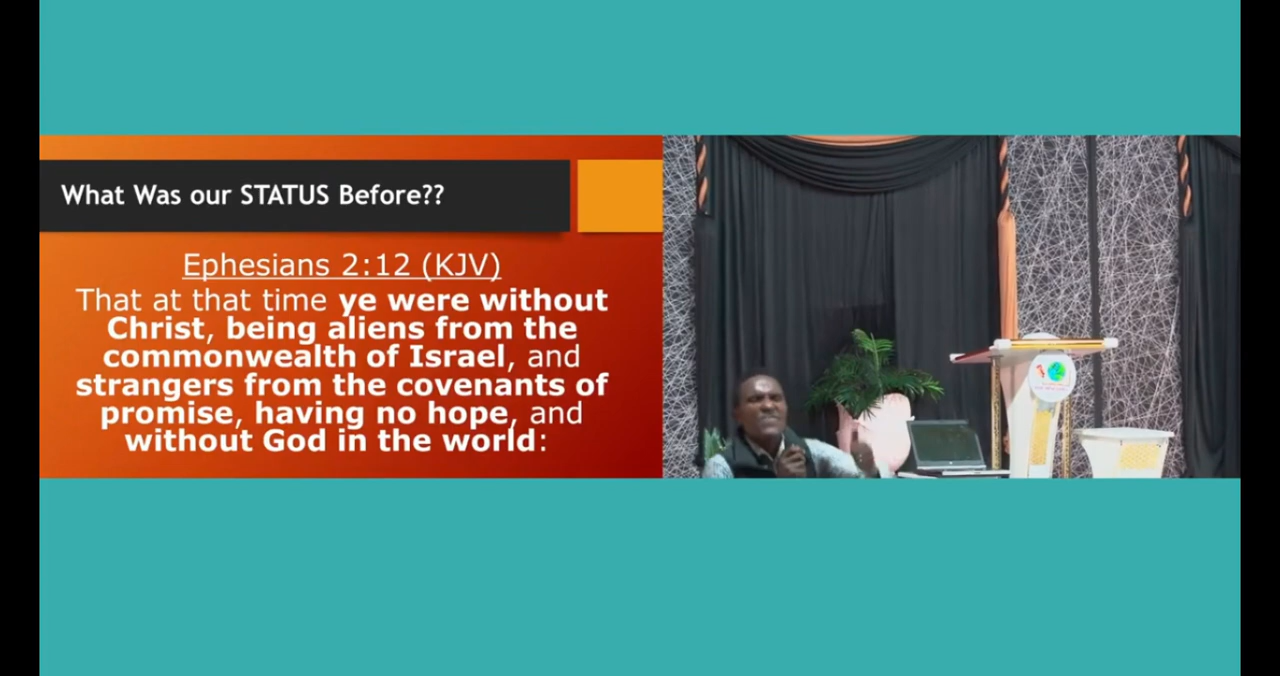 What Was our STATUS Before??
Ephesians 2:12 (KJV)
That at that time ye were without
Christ, being aliens from the
commonwealth of Israel, and
strangers from the covenants of
promise, having no hope, and
without God in the world: